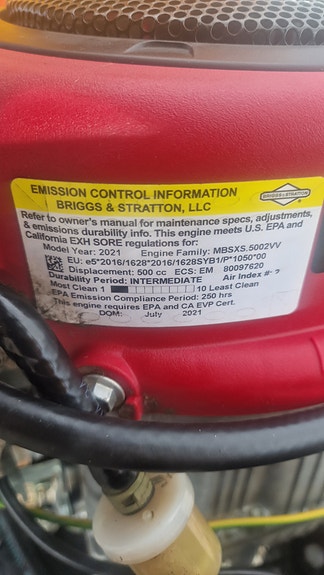 EMISSION CONTROL INFORMATION
BRIGGS & STRATTON, LLC
BRIGGS & STRATTON
Refer to owner's manual for maintenance specs, adjustments,
& emissions durability info. This engine meets U.S. EPA and
California EXH SORE regulations for:
Model Year: 2021 Engine Family: MBSXS.5002VV
EU: e5*2016/1628*2016/1628SYB1/P*1050*00
Displacement: 500 cc ECS: EM 80097620
Durability Period: INTERMEDIATE Air Index #: ?
Most Clean 1 10 Least Clean
EPA Emission Compliance Period: 250 hrs
This engine requires EPA and CA EVP Cert.
DOM: July 2021